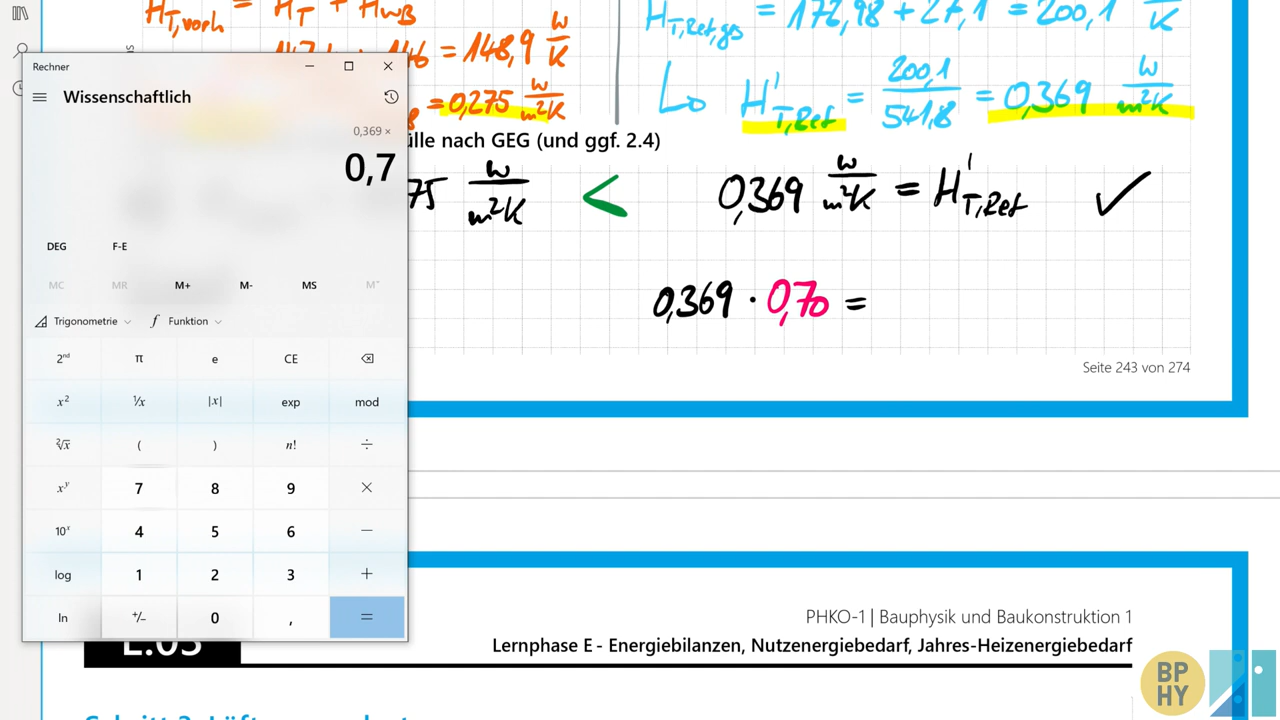 H_T,vorh = H_T + H_WB
= 148,9 W/K
= 0,275 W/m²K
H_T,Ref,ges = 172,98 + 27,1 = 200,1 W/K
↳ H'_T,Ref = 200,1/541,8 = 0,369 W/m²K
Rechner
Wissenschaftlich
0,369 ×
0,7
DEG F-E
MC MR M+ M- MS M˅
Trigonometrie Funktion
2ⁿᵈ π e CE
x² ¹/x |x| exp mod
²√x ( ) n! ÷
xʸ 7 8 9 ×
10ˣ 4 5 6 −
log 1 2 3 +
ln +/− 0 , =
ülle nach GEG (und ggf. 2.4)
75 W/m²K < 0,369 W/m²K = H'_T,Ref ✓
0,369 · 0,70 =
Seite 243 von 274
PHKO-1 | Bauphysik und Baukonstruktion 1
Lernphase E - Energiebilanzen, Nutzenergiebedarf, Jahres-Heizenergiebedarf
BP
HY